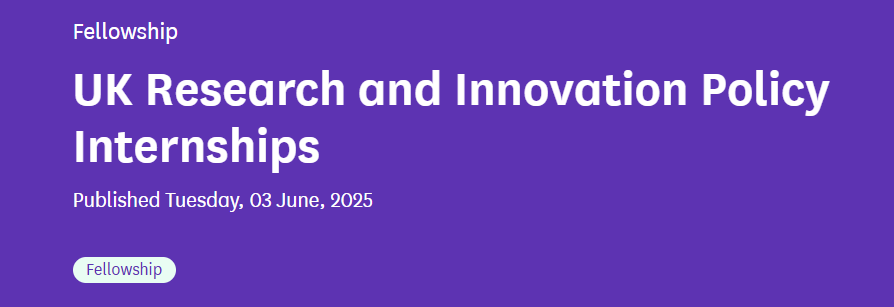 Fellowship
UK Research and Innovation Policy
Internships
Published Tuesday, 03 June, 2025
Fellowship